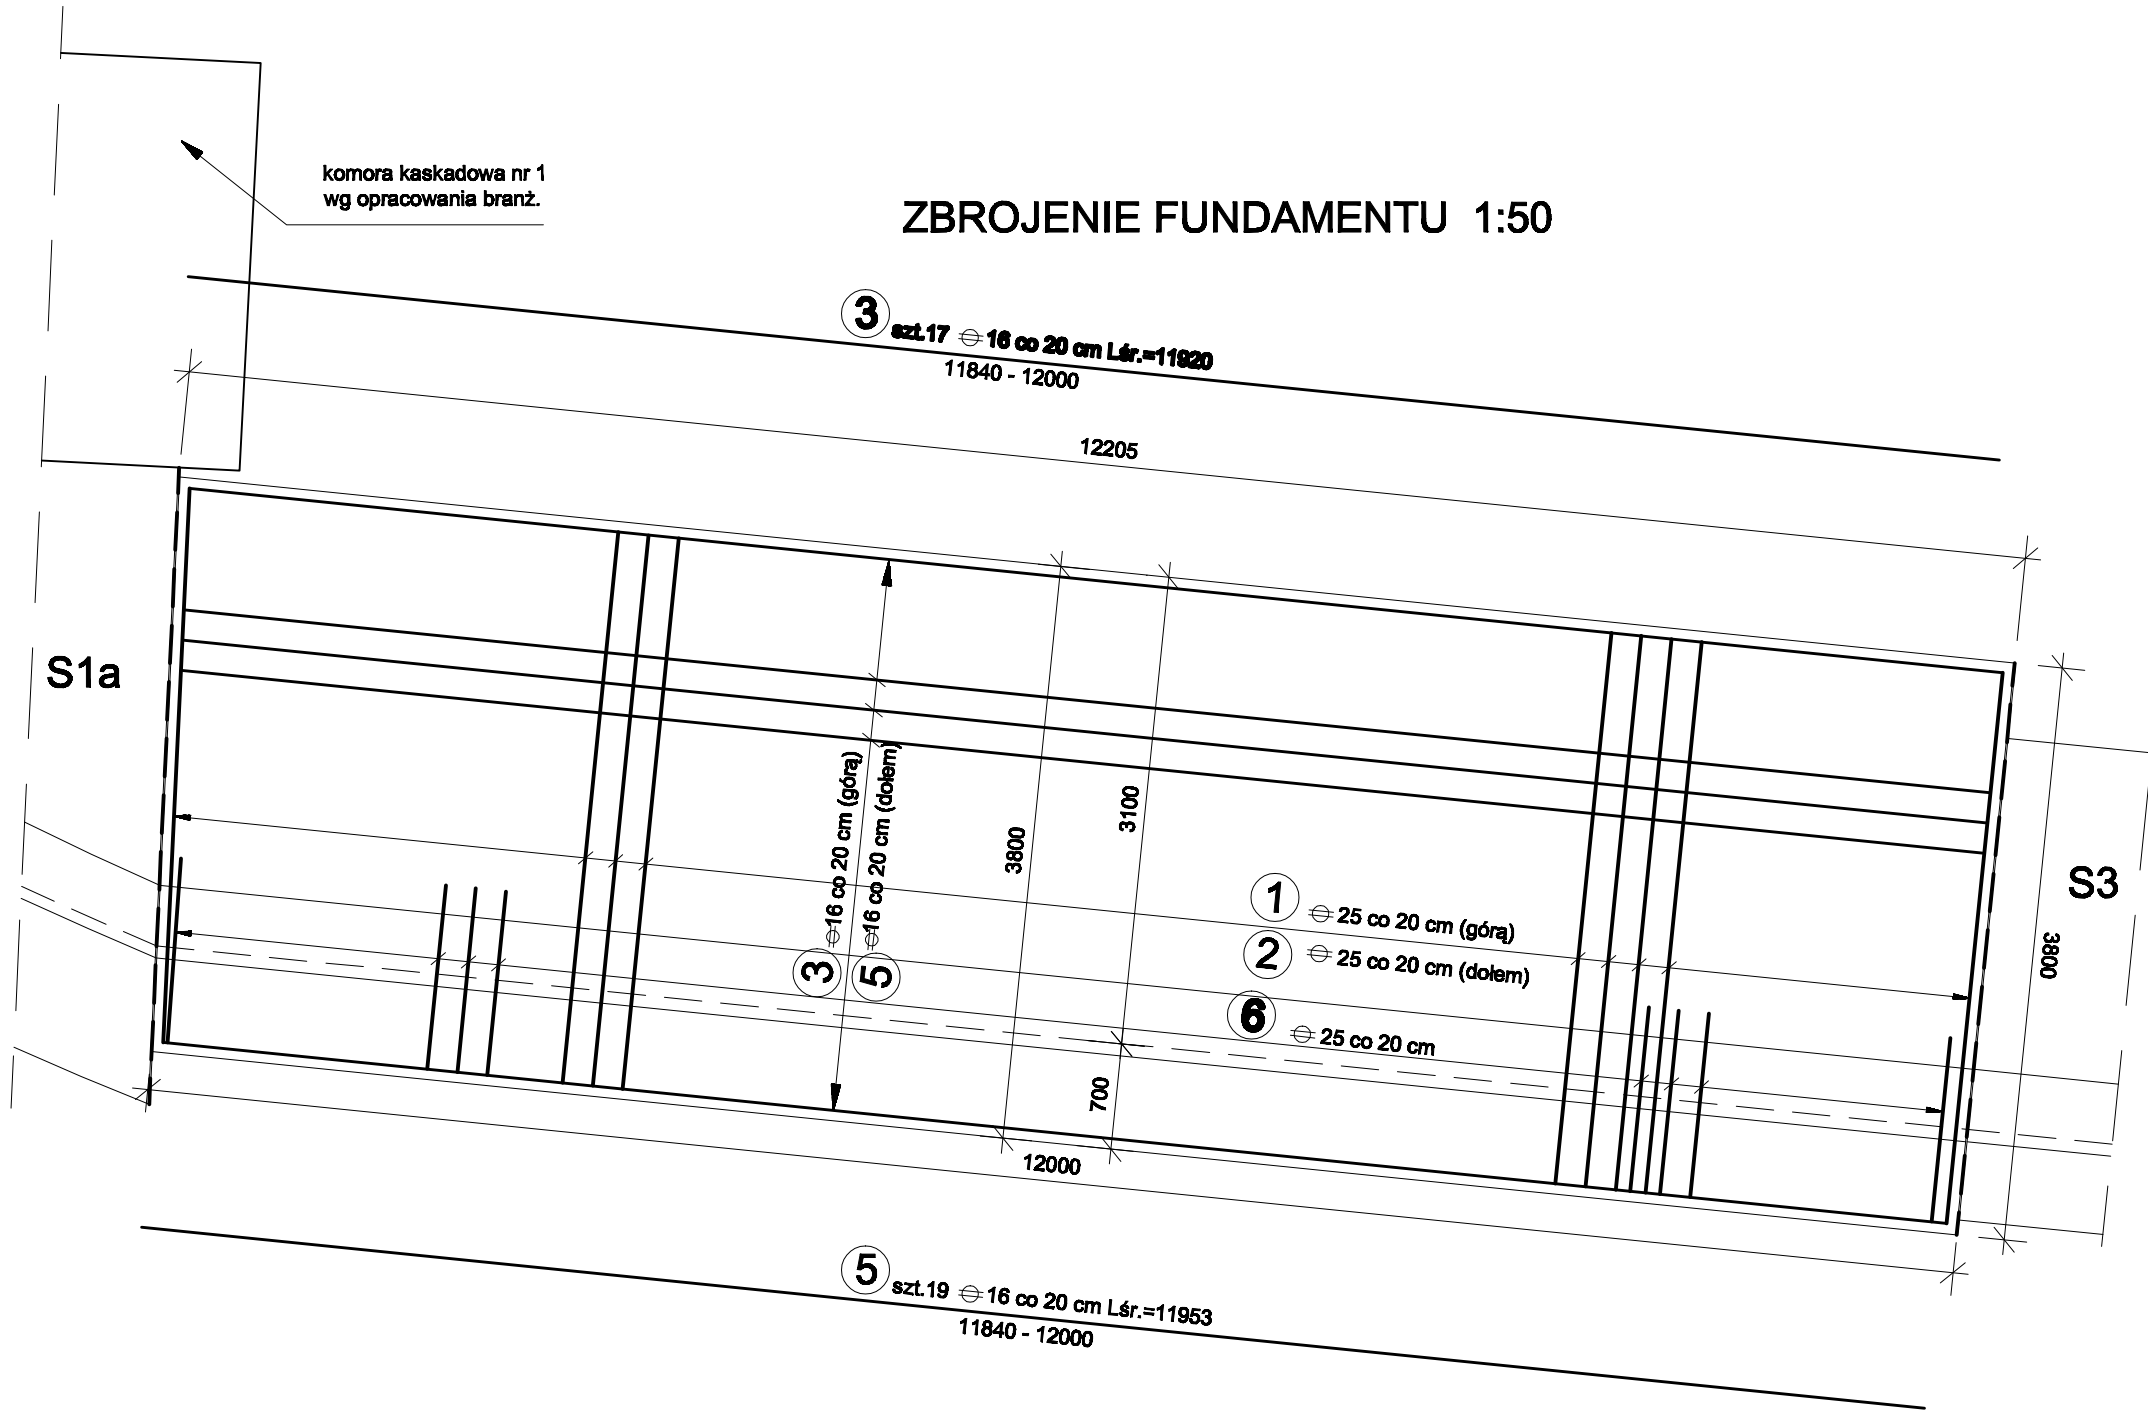 komora kaskadowa nr 1
wg opracowania branż.
ZBROJENIE FUNDAMENTU 1:50
3 szt.17 ⌀ 16 co 20 cm Lśr.=11920
11840 - 12000
12205
S1a
3 ⌀ 16 co 20 cm (górą)
5 ⌀ 16 co 20 cm (dołem)
3800
3100
700
1 ⌀ 25 co 20 cm (górą)
2 ⌀ 25 co 20 cm (dołem)
6 ⌀ 25 co 20 cm
S3
3800
12000
5 szt.19 ⌀ 16 co 20 cm Lśr.=11953
11840 - 12000